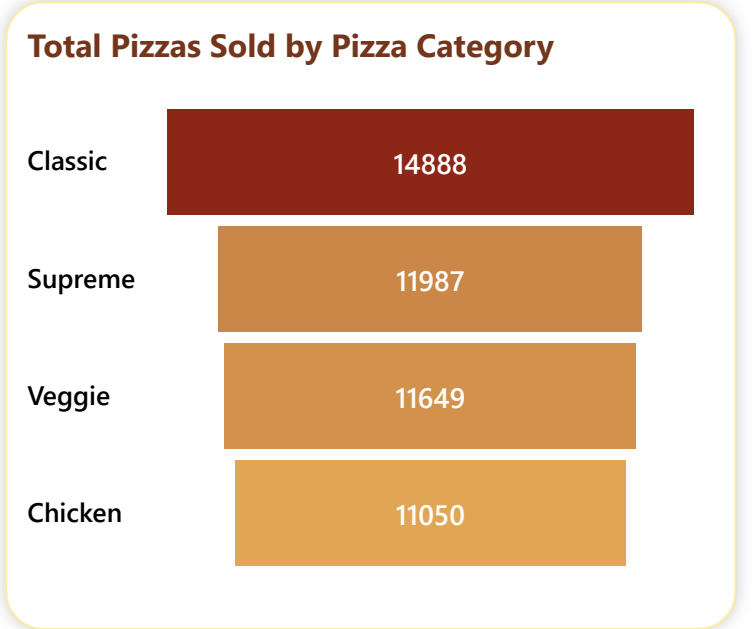 Total Pizzas Sold by Pizza Category
Classic 14888
Supreme 11987
Veggie 11649
Chicken 11050